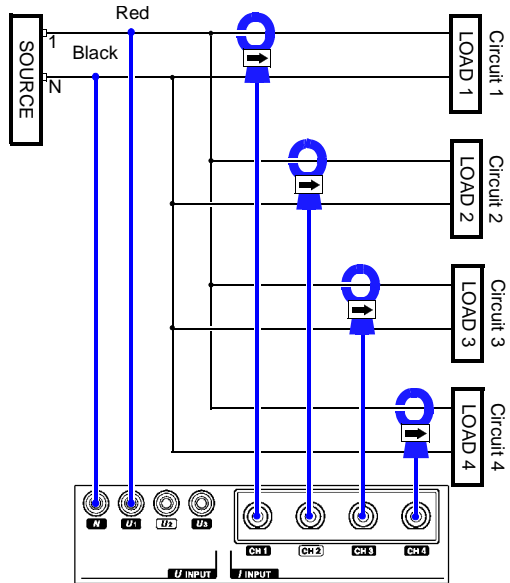 Red
1
Black
N
SOURCE
LOAD 1
Circuit 1
LOAD 2
Circuit 2
LOAD 3
Circuit 3
LOAD 4
Circuit 4
N U1 U2 U3
CH 1 CH 2 CH 3 CH 4
U INPUT I INPUT